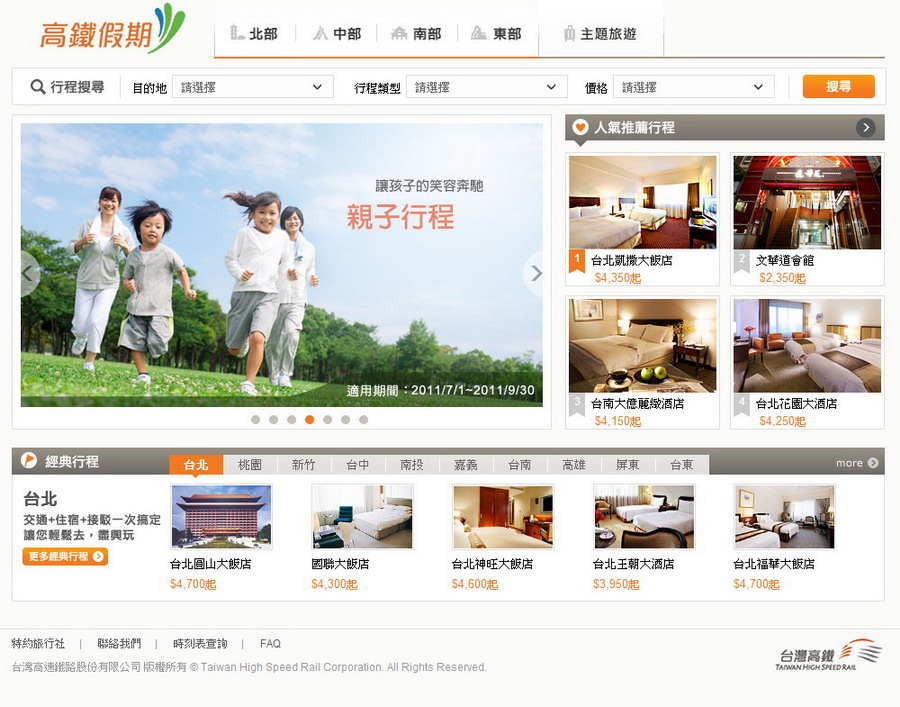 高鐵假期
北部
中部
南部
東部
主題旅遊
行程搜尋
目的地
請選擇
行程類型
請選擇
價格
請選擇
搜尋
讓孩子的笑容奔馳
親子行程
適用期間：2011/7/1~2011/9/30
人氣推薦行程
1
台北凱撒大飯店
$4,350起
2
文華道會館
$2,350起
3
台南大億麗緻酒店
$4,150起
4
台北花園大酒店
$4,250起
經典行程
台北
桃園
新竹
台中
南投
嘉義
台南
高雄
屏東
台東
more
台北
交通+住宿+接駁一次搞定
讓您輕鬆去，盡興玩
更多經典行程
台北圓山大飯店
$4,700起
國聯大飯店
$4,300起
台北神旺大飯店
$4,600起
台北王朝大酒店
$3,950起
台北福華大飯店
$4,700起
特約旅行社 | 聯絡我們 | 時刻表查詢 | FAQ
台灣高速鐵路股份有限公司 版權所有 © Taiwan High Speed Rail Corporation. All Rights Reserved.
台灣高鐵
TAIWAN HIGH SPEED RAIL